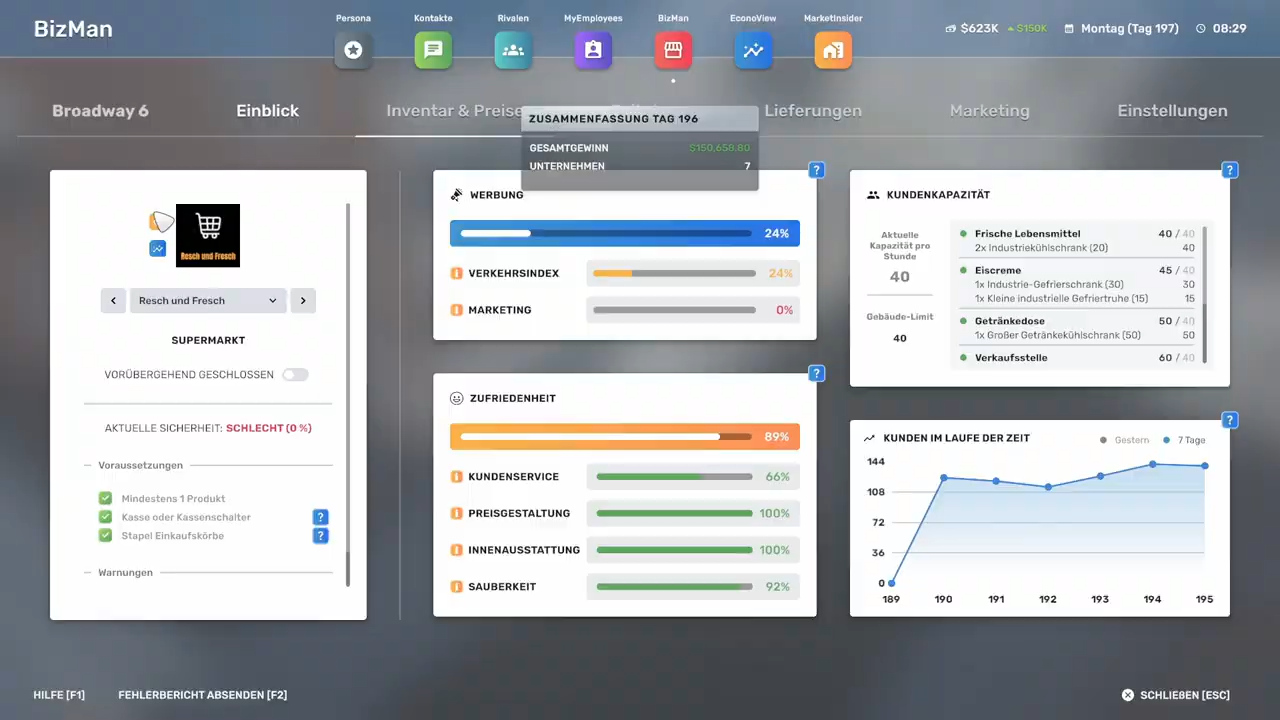 BizMan
Persona
Kontakte
Rivalen
MyEmployees
BizMan
EconoView
MarketInsider
$623K
$150K
Montag (Tag 197)
08:29
Broadway 6
Einblick
Inventar & Preise
Lieferungen
Marketing
Einstellungen
ZUSAMMENFASSUNG TAG 196
GESAMTGEWINN $150,658.80
UNTERNEHMEN 7
Resch und Fresch
Resch und Fresch
SUPERMARKT
VORÜBERGEHEND GESCHLOSSEN
AKTUELLE SICHERHEIT: SCHLECHT (0 %)
Voraussetzungen
Mindestens 1 Produkt
Kasse oder Kassenschalter ?
Stapel Einkaufskörbe ?
Warnungen
?
WERBUNG
24%
VERKEHRSINDEX 24%
MARKETING 0%
?
ZUFRIEDENHEIT
89%
KUNDENSERVICE 66%
PREISGESTALTUNG 100%
INNENAUSSTATTUNG 100%
SAUBERKEIT 92%
?
KUNDENKAPAZITÄT
Aktuelle
Kapazität pro
Stunde
40
Gebäude-Limit
40
Frische Lebensmittel 40 / 40
2x Industriekühlschrank (20) 40
Eiscreme 45 / 40
1x Industrie-Gefrierschrank (30) 30
1x Kleine industrielle Gefriertruhe (15) 15
Getränkedose 50 / 40
1x Großer Getränkekühlschrank (50) 50
Verkaufsstelle 60 / 40
?
KUNDEN IM LAUFE DER ZEIT
Gestern
7 Tage
144
108
72
36
0
189 190 191 192 193 194 195
HILFE [F1]
FEHLERBERICHT ABSENDEN [F2]
SCHLIEẞEN [ESC]